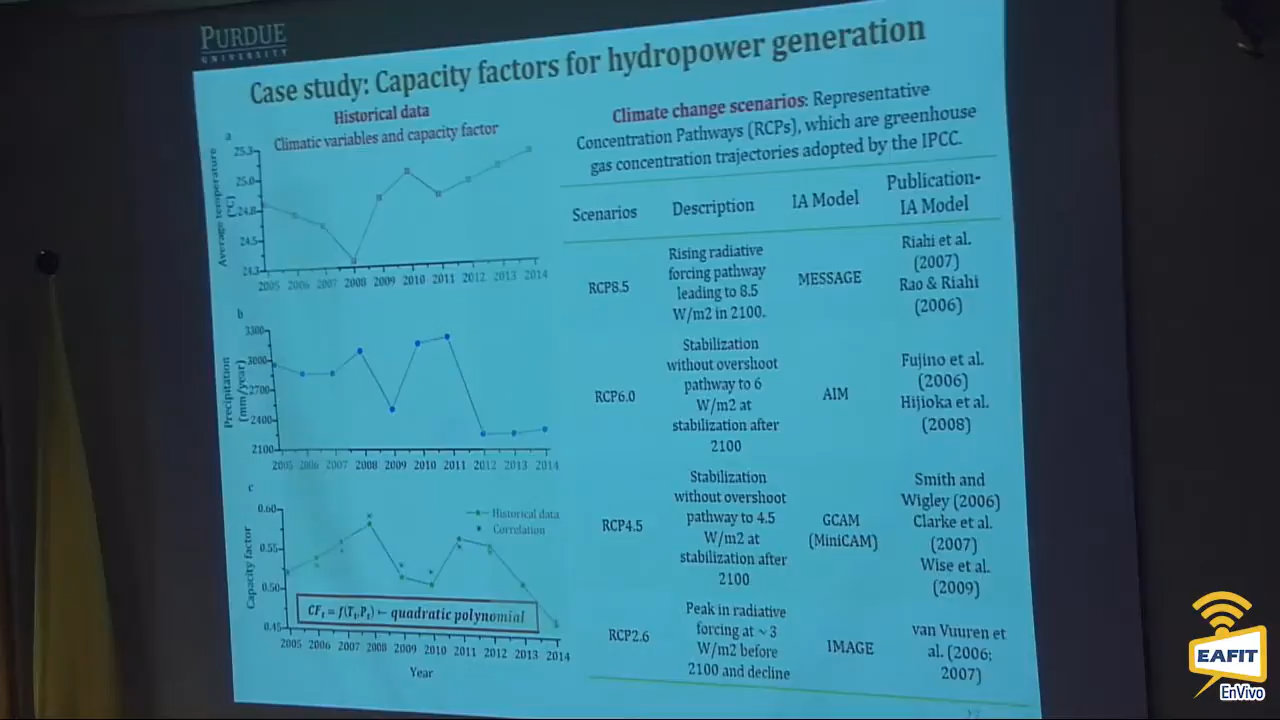 PURDUE
UNIVERSITY
Case study: Capacity factors for hydropower generation
Historical data
Climatic variables and capacity factor
a
Average temperature
(°C)
25.3
25.0
24.8
24.5
24.3
2005 2006 2007 2008 2009 2010 2011 2012 2013 2014
b
Precipitation
(mm/year)
3300
3000
2700
2400
2100
2005 2006 2007 2008 2009 2010 2011 2012 2013 2014
c
Capacity factor
0.60
0.55
0.50
0.45
Historical data
Correlation
CFt = f(Tt,Pt) ← quadratic polynomial
2005 2006 2007 2008 2009 2010 2011 2012 2013 2014
Year
Climate change scenarios: Representative
Concentration Pathways (RCPs), which are greenhouse
gas concentration trajectories adopted by the IPCC.
Scenarios Description IA Model Publication-
IA Model
RCP8.5
Rising radiative
forcing pathway
leading to 8.5
W/m2 in 2100.
MESSAGE
Riahi et al.
(2007)
Rao & Riahi
(2006)
RCP6.0
Stabilization
without overshoot
pathway to 6
W/m2 at
stabilization after
2100
AIM
Fujino et al.
(2006)
Hijioka et al.
(2008)
RCP4.5
Stabilization
without overshoot
pathway to 4.5
W/m2 at
stabilization after
2100
GCAM
(MiniCAM)
Smith and
Wigley (2006)
Clarke et al.
(2007)
Wise et al.
(2009)
RCP2.6
Peak in radiative
forcing at ~3
W/m2 before
2100 and decline
IMAGE
van Vuuren et
al. (2006;
2007)
EAFIT
EnVivo